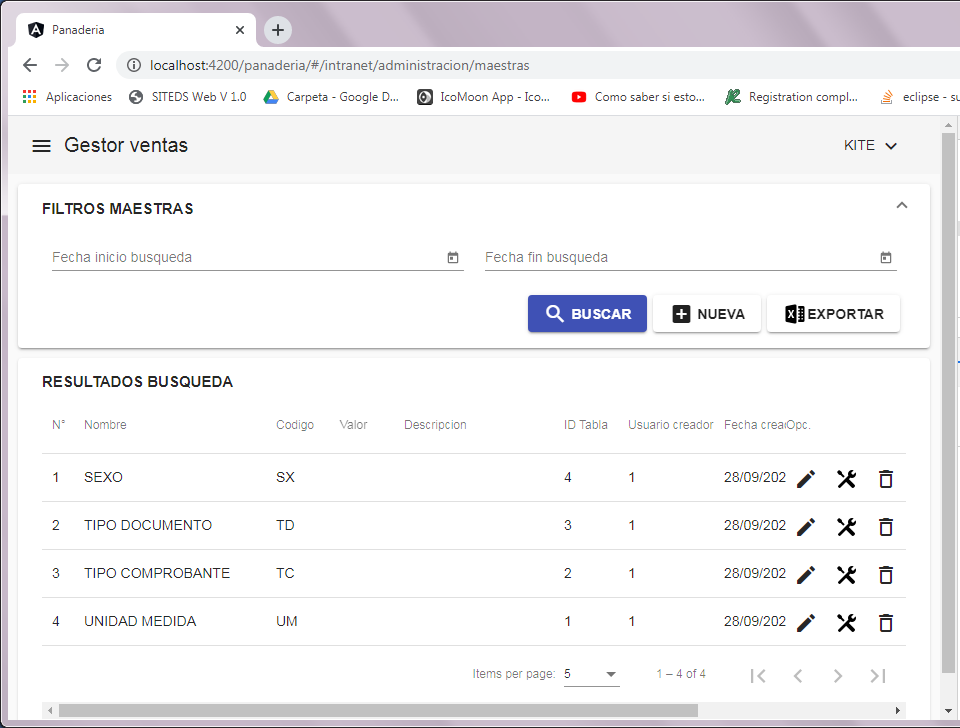 Panaderia
localhost:4200/panaderia/#/intranet/administracion/maestras
Aplicaciones SITEDS Web V 1.0 Carpeta - Google D... IcoMoon App - Ico... Como saber si esto... Registration compl... eclipse - su
Gestor ventas KITE
FILTROS MAESTRAS
Fecha inicio busqueda Fecha fin busqueda
BUSCAR NUEVA EXPORTAR
RESULTADOS BUSQUEDA
N° Nombre Codigo Valor Descripcion ID Tabla Usuario creador Fecha crea Opc.
1 SEXO SX 4 1 28/09/202
2 TIPO DOCUMENTO TD 3 1 28/09/202
3 TIPO COMPROBANTE TC 2 1 28/09/202
4 UNIDAD MEDIDA UM 1 1 28/09/202
Items per page: 5 1 – 4 of 4